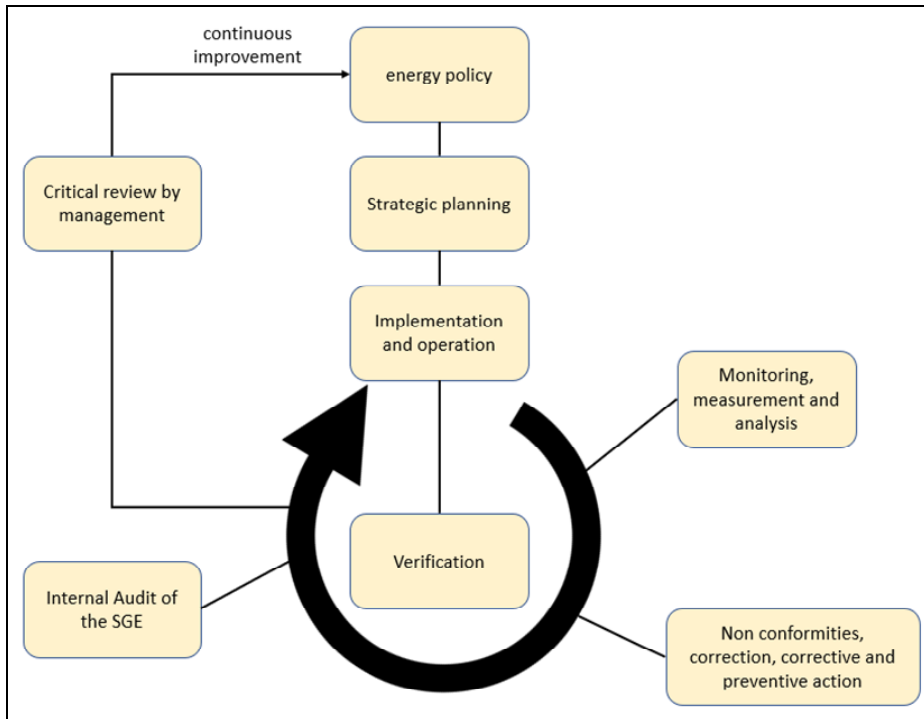 continuous
improvement
energy policy
Critical review by
management
Strategic planning
Implementation
and operation
Monitoring,
measurement and
analysis
Verification
Internal Audit of
the SGE
Non conformities,
correction, corrective and
preventive action